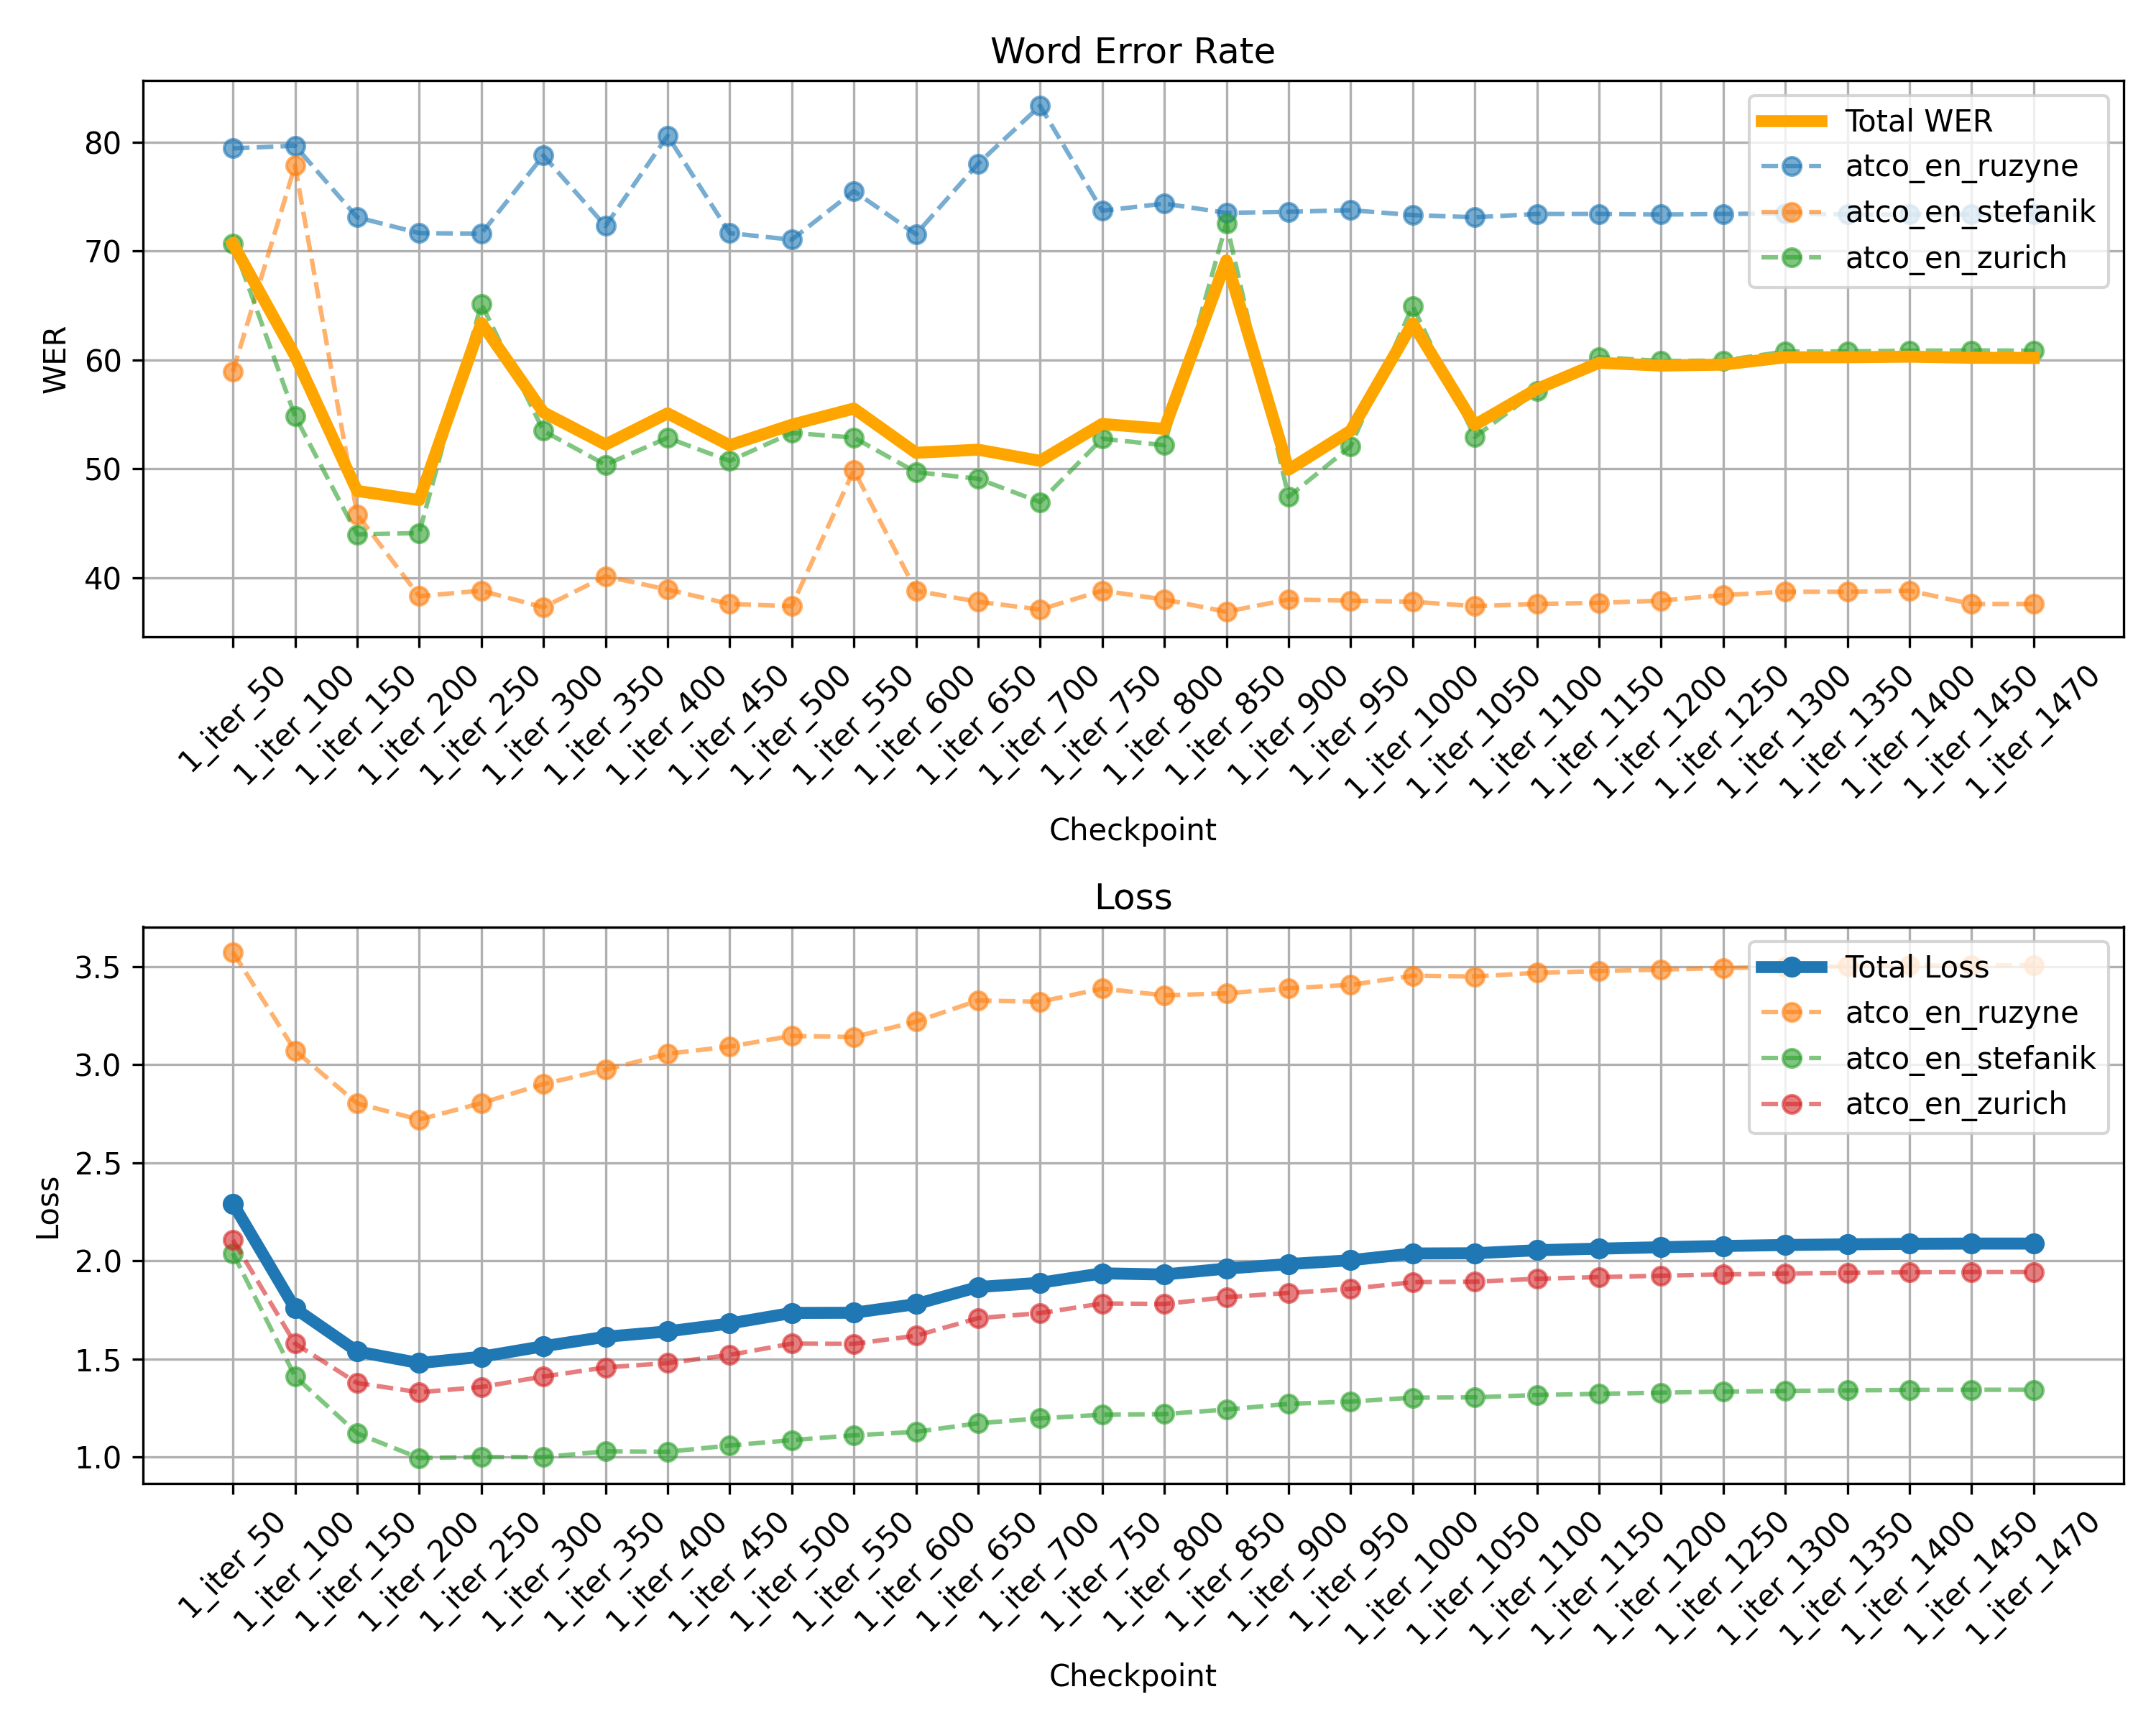 Word Error Rate
80
70
60
50
40
WER
Total WER
atco_en_ruzyne
atco_en_stefanik
atco_en_zurich
1_iter_50
1_iter_100
1_iter_150
1_iter_200
1_iter_250
1_iter_300
1_iter_350
1_iter_400
1_iter_450
1_iter_500
1_iter_550
1_iter_600
1_iter_650
1_iter_700
1_iter_750
1_iter_800
1_iter_850
1_iter_900
1_iter_950
1_iter_1000
1_iter_1050
1_iter_1100
1_iter_1150
1_iter_1200
1_iter_1250
1_iter_1300
1_iter_1350
1_iter_1400
1_iter_1450
1_iter_1470
Checkpoint
Loss
3.5
3.0
2.5
2.0
1.5
1.0
Loss
Total Loss
atco_en_ruzyne
atco_en_stefanik
atco_en_zurich
1_iter_50
1_iter_100
1_iter_150
1_iter_200
1_iter_250
1_iter_300
1_iter_350
1_iter_400
1_iter_450
1_iter_500
1_iter_550
1_iter_600
1_iter_650
1_iter_700
1_iter_750
1_iter_800
1_iter_850
1_iter_900
1_iter_950
1_iter_1000
1_iter_1050
1_iter_1100
1_iter_1150
1_iter_1200
1_iter_1250
1_iter_1300
1_iter_1350
1_iter_1400
1_iter_1450
1_iter_1470
Checkpoint